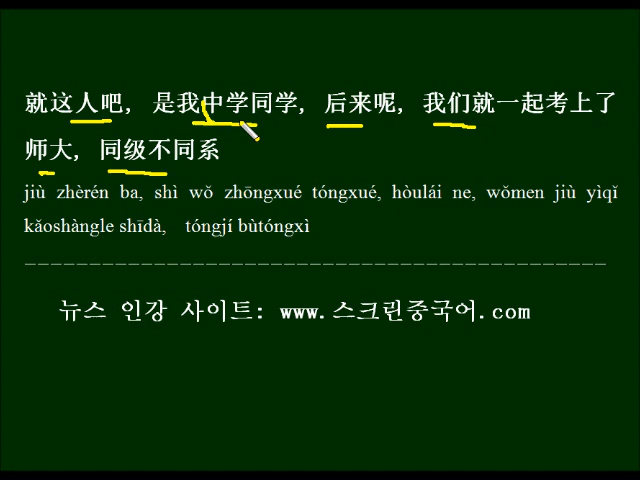 就这人吧, 是我中学同学, 后来呢, 我们就一起考上了
师大, 同级不同系
jiù zhèrén ba, shì wǒ zhōngxué tóngxué, hòulái ne, wǒmen jiù yìqǐ
kǎoshàngle shīdà, tóngjí bùtóngxì
뉴스 인강 사이트: www.스크린중국어.com